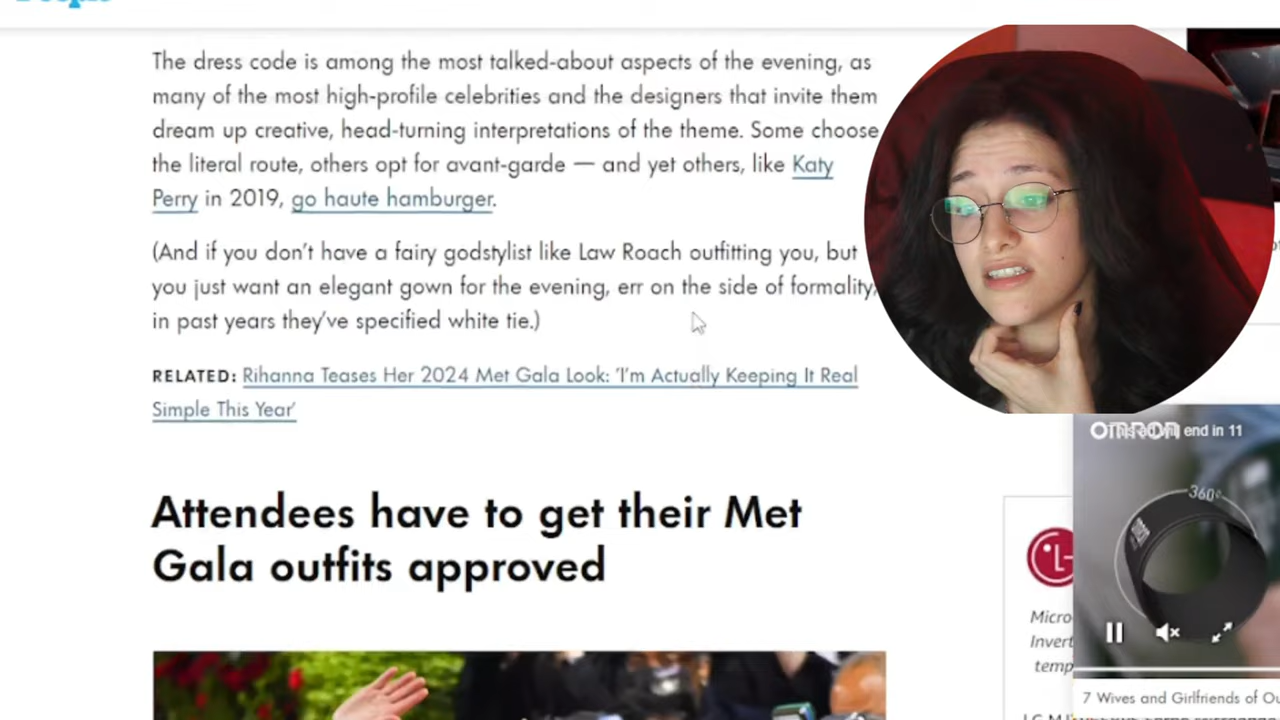 The dress code is among the most talked-about aspects of the evening, as
many of the most high-profile celebrities and the designers that invite them
dream up creative, head-turning interpretations of the theme. Some choose
the literal route, others opt for avant-garde — and yet others, like Katy
Perry in 2019, go haute hamburger.
(And if you don't have a fairy godstylist like Law Roach outfitting you, but
you just want an elegant gown for the evening, err on the side of formality;
in past years they've specified white tie.)
RELATED: Rihanna Teases Her 2024 Met Gala Look: 'I'm Actually Keeping It Real
Simple This Year'
Attendees have to get their Met
Gala outfits approved
OMRON
This ad will end in 11
360°
Micro
Invert
temp
7 Wives and Girlfriends of Ou